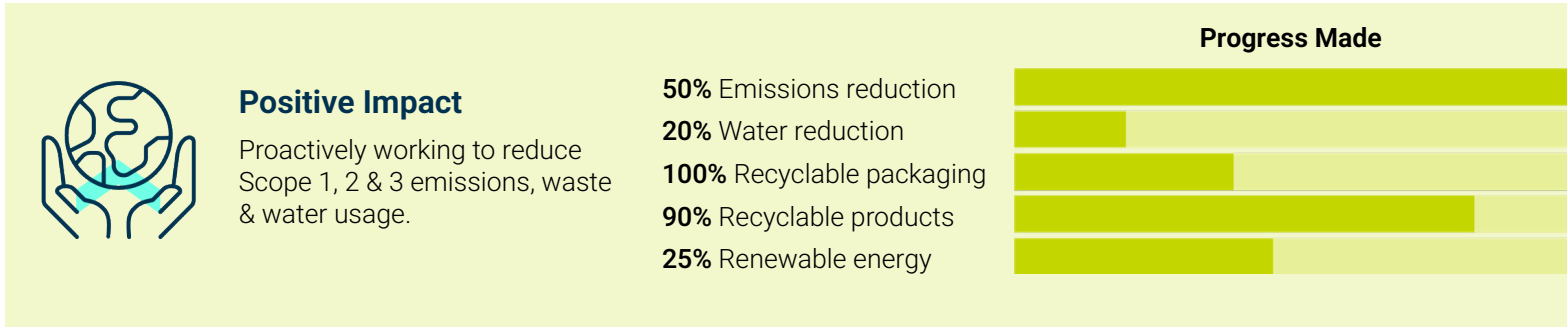 Progress Made
Positive Impact
Proactively working to reduce
Scope 1, 2 & 3 emissions, waste
& water usage.
50% Emissions reduction
20% Water reduction
100% Recyclable packaging
90% Recyclable products
25% Renewable energy